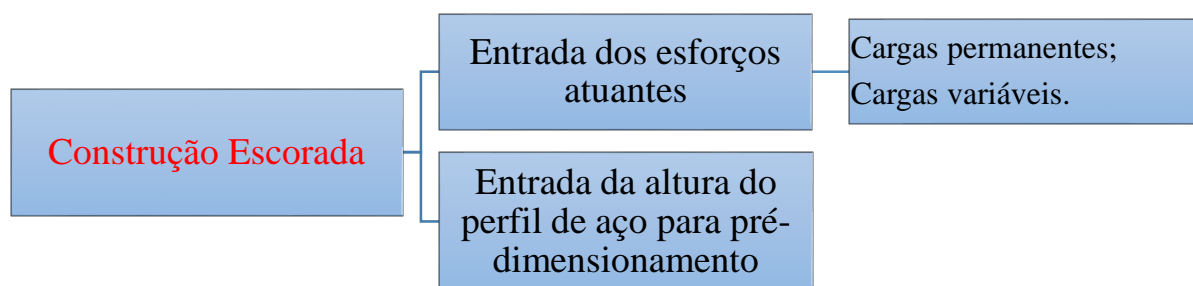 Construção Escorada
Entrada dos esforços
atuantes
Cargas permanentes;
Cargas variáveis.
Entrada da altura do
perfil de aço para pré-
dimensionamento